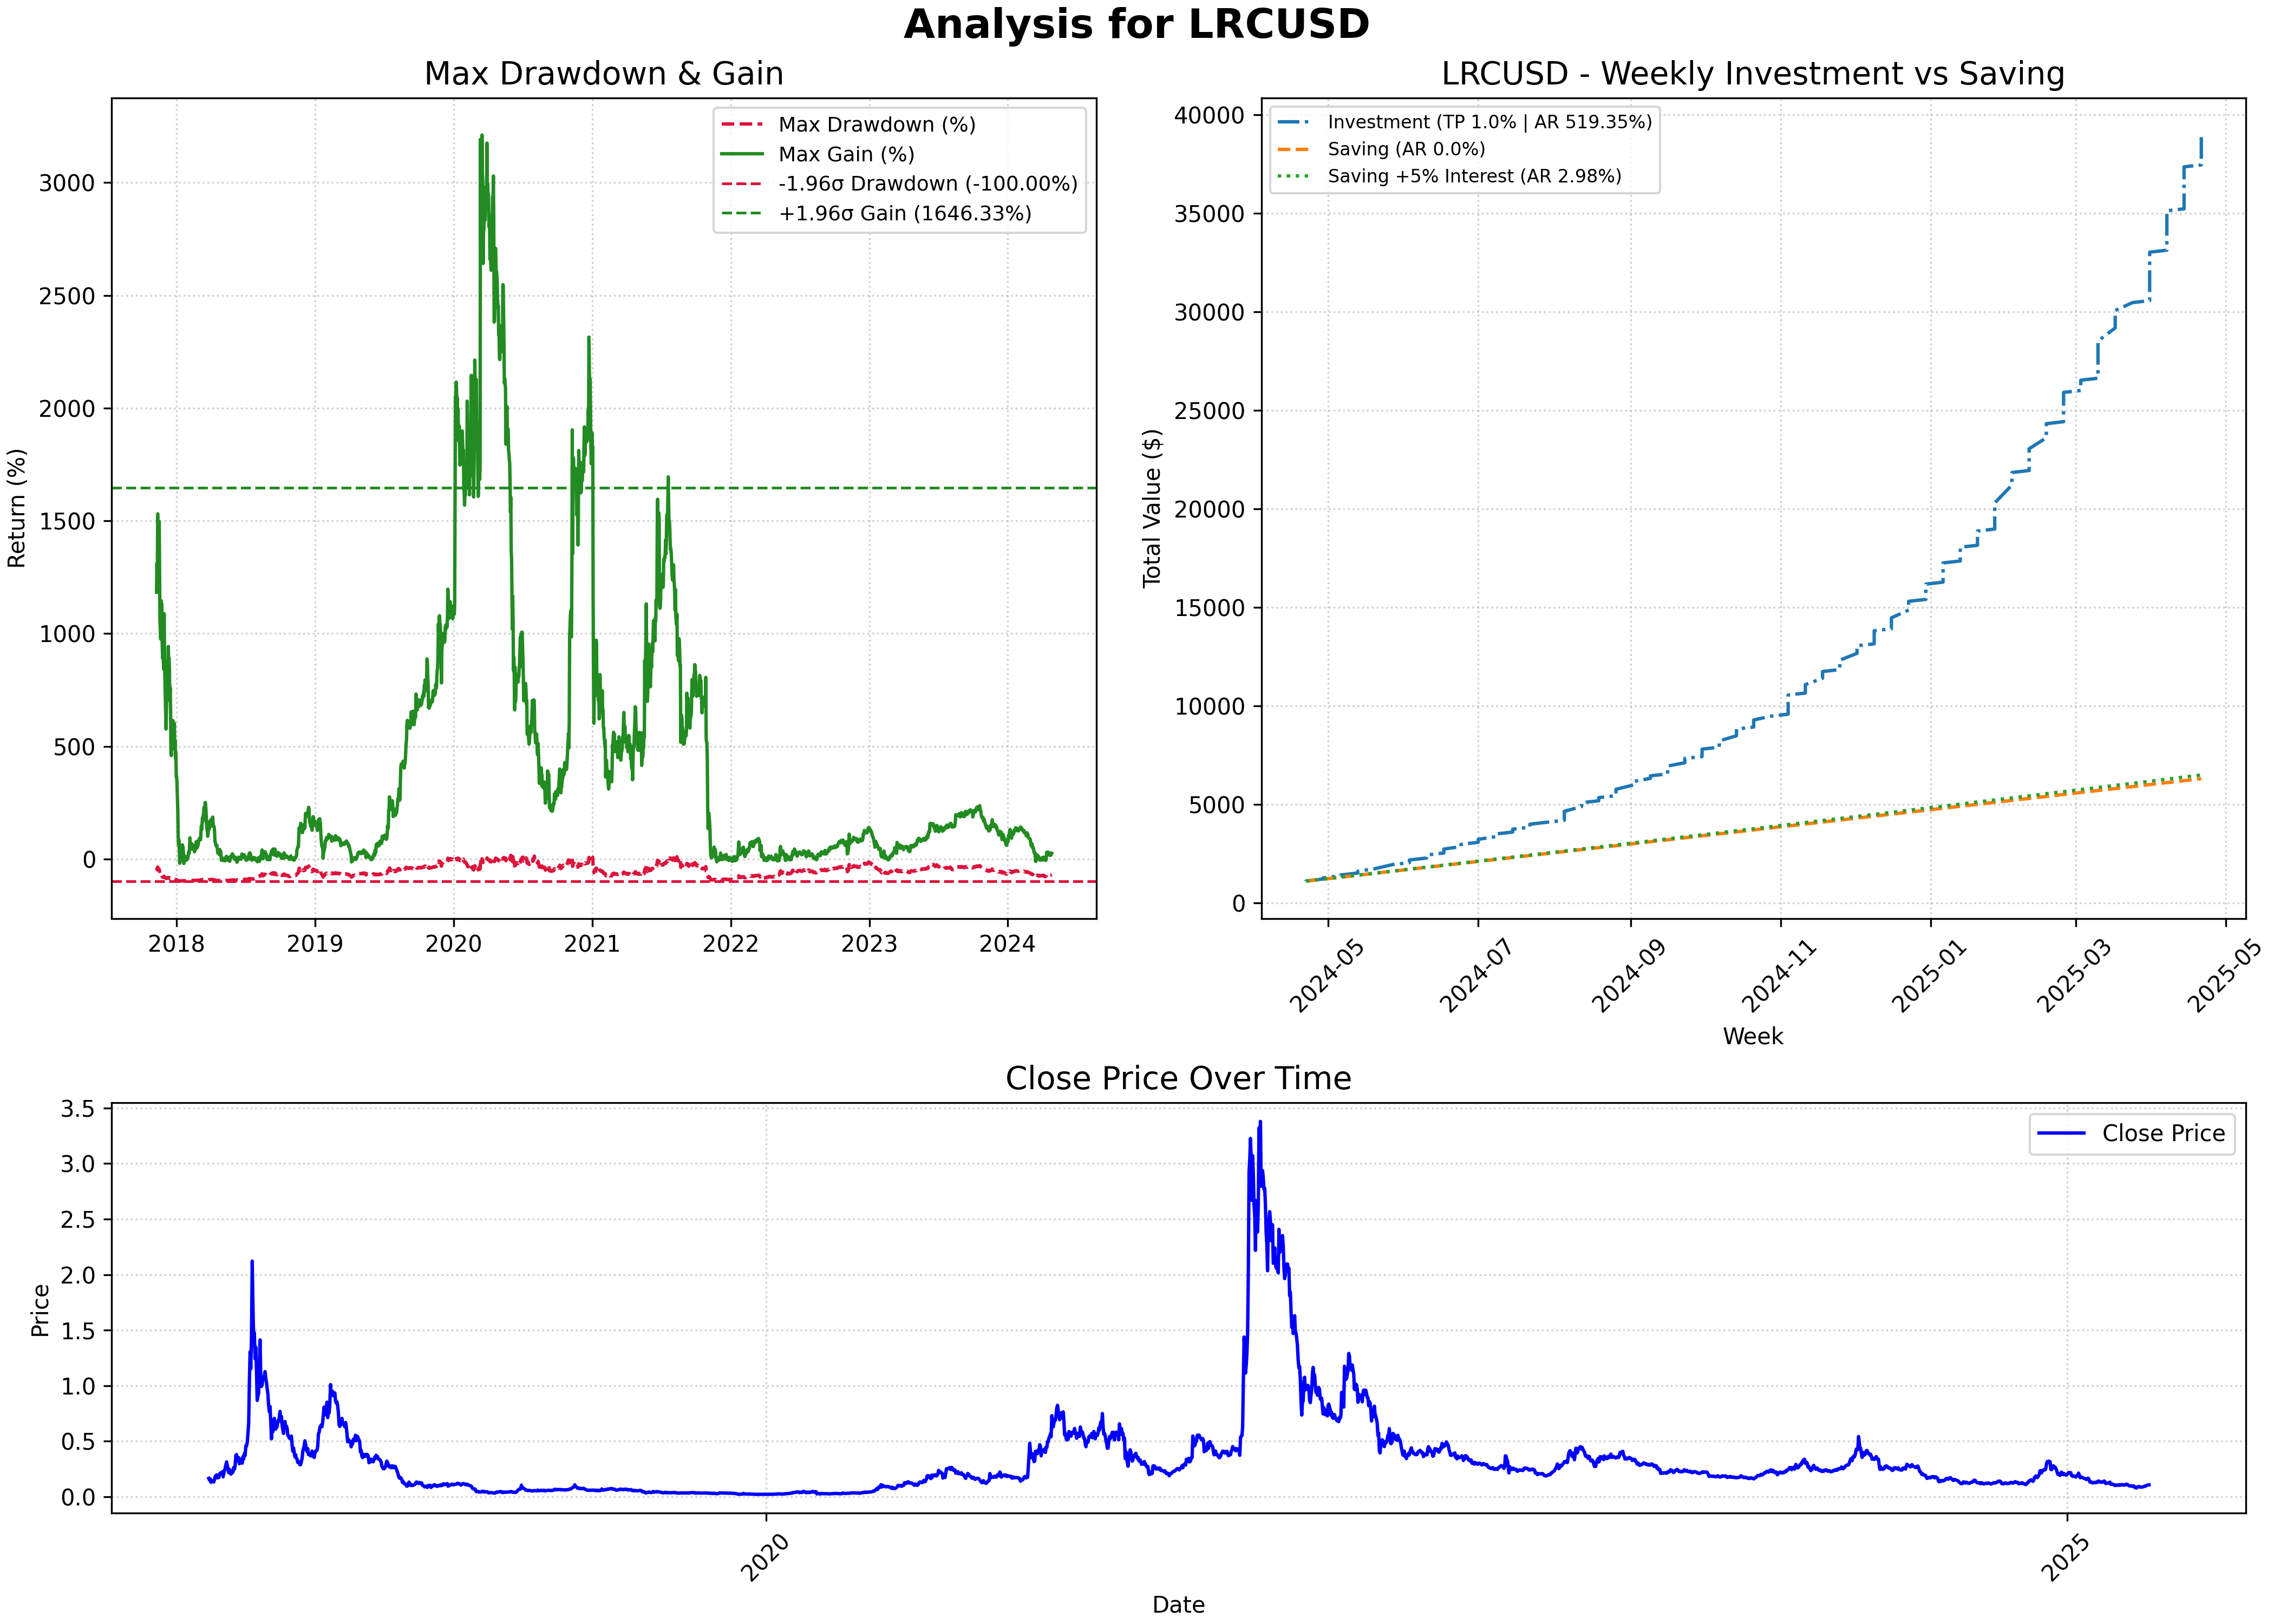 Analysis for LRCUSD
Max Drawdown & Gain
Return (%)
3000
2500
2000
1500
1000
500
0
Max Drawdown (%)
Max Gain (%)
-1.96σ Drawdown (-100.00%)
+1.96σ Gain (1646.33%)
2018 2019 2020 2021 2022 2023 2024
LRCUSD - Weekly Investment vs Saving
Total Value ($)
40000
35000
30000
25000
20000
15000
10000
5000
0
Investment (TP 1.0% | AR 519.35%)
Saving (AR 0.0%)
Saving +5% Interest (AR 2.98%)
2024-05 2024-07 2024-09 2024-11 2025-01 2025-03 2025-05
Week
Close Price Over Time
Price
3.5
3.0
2.5
2.0
1.5
1.0
0.5
0.0
Close Price
2020 2025
Date